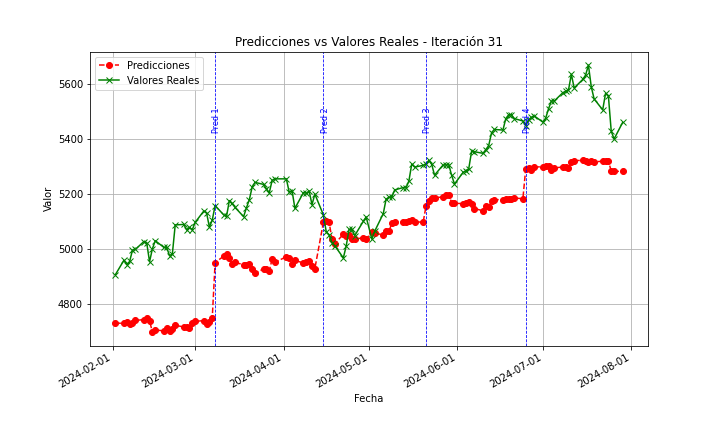 Predicciones vs Valores Reales - Iteración 31
Predicciones
Valores Reales
Pred 1
Pred 2
Pred 3
Pred 4
Valor
5600
5400
5200
5000
4800
2024-02-01
2024-03-01
2024-04-01
2024-05-01
2024-06-01
2024-07-01
2024-08-01
Fecha